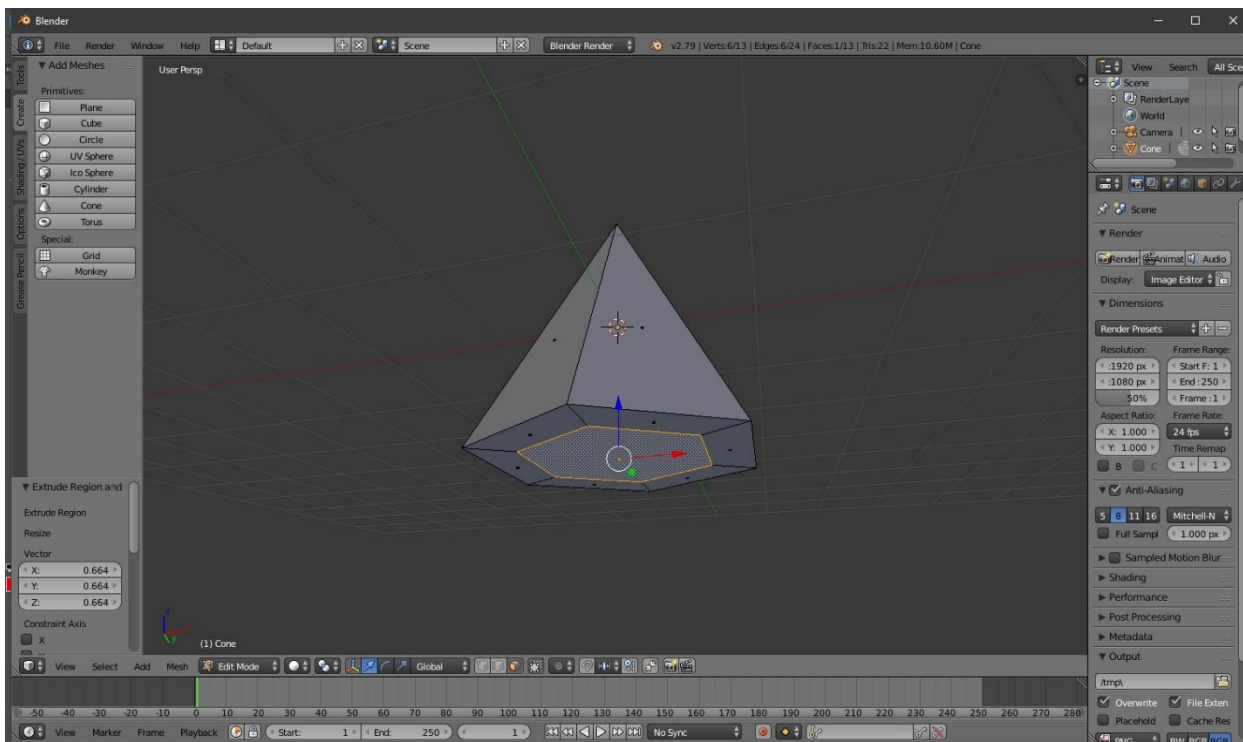 Blender
File Render Window Help Default Scene Blender Render v2.79 | Verts:6/13 | Edges:6/24 | Faces:1/13 | Tris:22 | Mem:10.60M | Cone
Tools
Create
Shading / UVs
Options
Grease Pencil
Add Meshes
Primitives:
Plane
Cube
Circle
UV Sphere
Ico Sphere
Cylinder
Cone
Torus
Special:
Grid
Monkey
Extrude Region and
Extrude Region
Resize
Vector
X: 0.664
Y: 0.664
Z: 0.664
Constraint Axis
X
User Persp
(1) Cone
View Select Add Mesh Edit Mode Global
View Search All Sce
Scene
RenderLaye
World
Camera
Cone
Scene
Render
Render Animat Audio
Display: Image Editor
Dimensions
Render Presets
Resolution: Frame Range:
:1920 px Start F: 1
:1080 px End :250
50% Frame : 1
Aspect Ratio: Frame Rate:
X: 1.000 24 fps
Y: 1.000 Time Remap
B C 1 1
Anti-Aliasing
5 8 11 16 Mitchell-N
Full Sampl 1.000 px
Sampled Motion Blur
Shading
Performance
Post Processing
Metadata
Output
/tmp\
Overwrite File Exten
Placehold Cache Res
PNG BW RGB RGB
-50 -40 -30 -20 -10 0 10 20 30 40 50 60 70 80 90 100 110 120 130 140 150 160 170 180 190 200 210 220 230 240 250 260 270 280
View Marker Frame Playback Start: 1 End: 250 1 No Sync